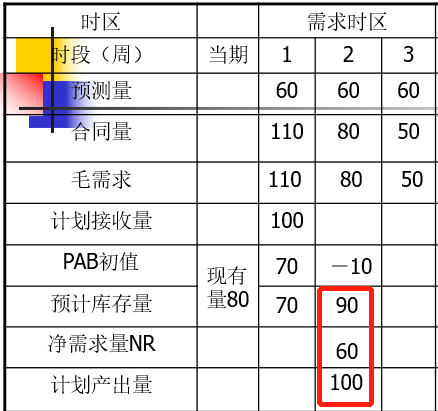 时区 需求时区
时段（周） 当期 1 2 3
预测量 60 60 60
合同量 110 80 50
毛需求 110 80 50
计划接收量 100
PAB初值 现有量80 70 －10
预计库存量 70 90
净需求量NR 60
计划产出量 100